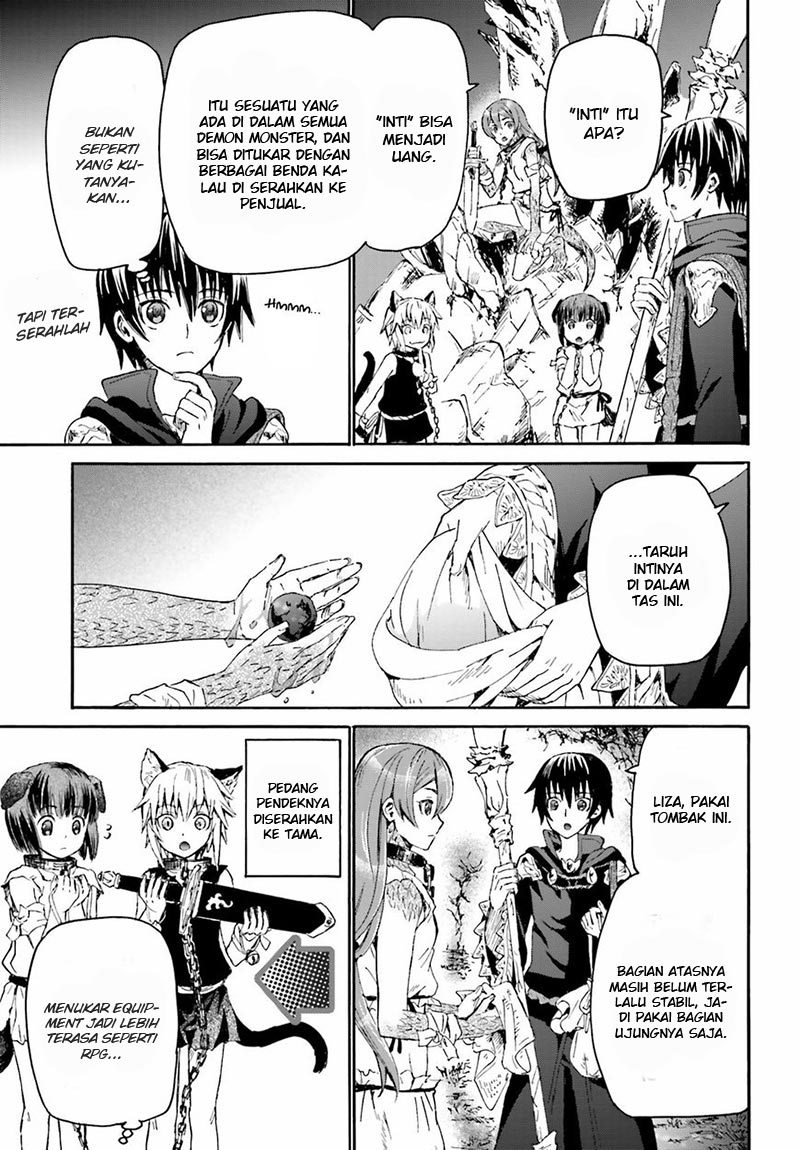 "INTI" ITU
APA?
"INTI" BISA
MENJADI
UANG.
ITU SESUATU YANG
ADA DI DALAM SEMUA
DEMON MONSTER, DAN
BISA DITUKAR DENGAN
BERBAGAI BENDA KA-
LAU DI SERAHKAN KE
PENJUAL.
BUKAN
SEPERTI
YANG KU-
TANYA-
KAN...
HMMM...
TAPI TER-
SERAHLAH
...TARUH
INTINYA
DI DALAM
TAS INI.
LIZA, PAKAI
TOMBAK INI.
BAGIAN ATASNYA
MASIH BELUM TER-
LALU STABIL, JA-
DI PAKAI BAGIAN
UJUNGNYA SAJA.
PEDANG
PENDEKNYA
DISERAHKAN
KE TAMA.
MENUKAR EQUIP-
MENT JADI LEBIH
TERASA SEPERTI
RPG...